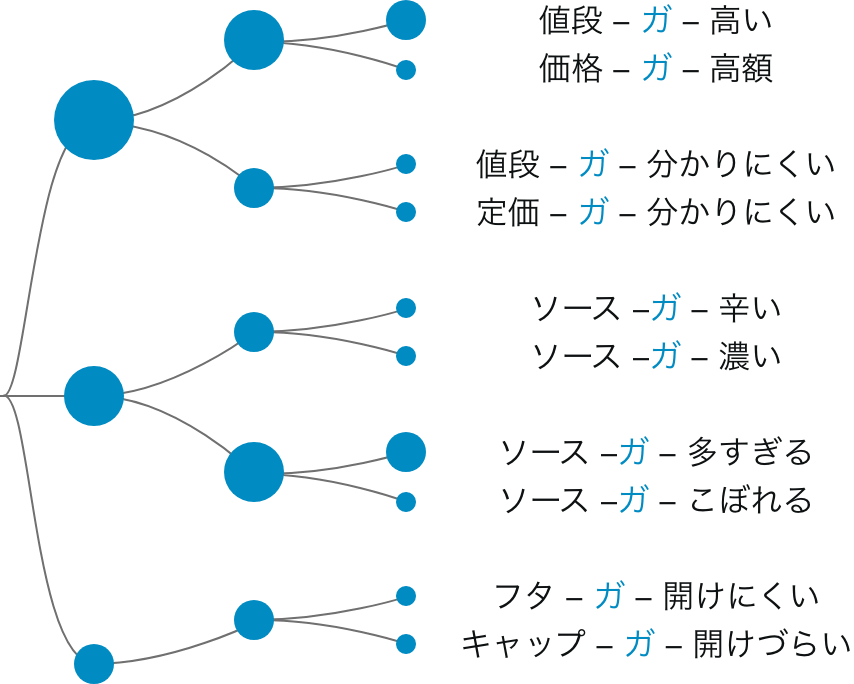 値段 – ガ – 高い
価格 – ガ – 高額
値段 – ガ – 分かりにくい
定価 – ガ – 分かりにくい
ソース –ガ – 辛い
ソース –ガ – 濃い
ソース –ガ – 多すぎる
ソース –ガ – こぼれる
フタ – ガ – 開けにくい
キャップ – ガ – 開けづらい